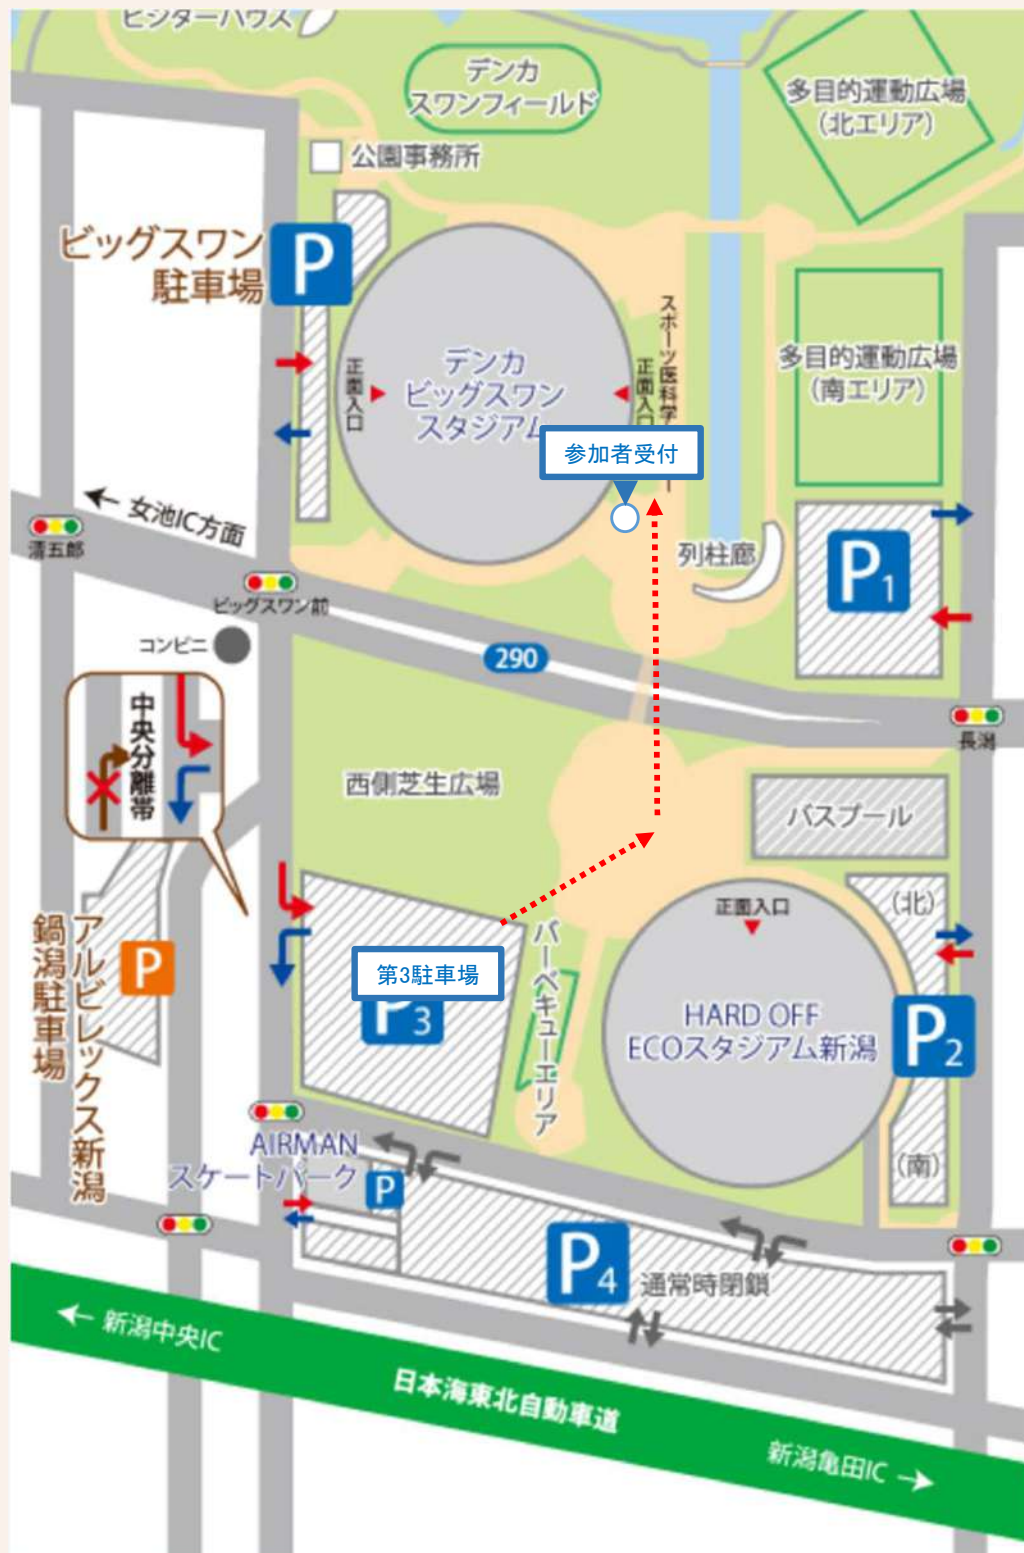 ビジターハウス
デンカ
スワンフィールド
多目的運動広場
(北エリア)
公園事務所
ビッグスワン
駐車場
P
デンカ
ビッグスワン
スタジアム
正面入口
正面入口
スポーツ医科学
多目的運動広場
(南エリア)
参加者受付
← 女池IC方面
清五郎
ビッグスワン前
列柱廊
P1
コンビニ
290
長潟
中央分離帯
西側芝生広場
バスプール
正面入口
(北)
アルビレックス新潟
鍋潟駐車場
P
第3駐車場
P3
バーベキューエリア
HARD OFF
ECOスタジアム新潟
P2
(南)
AIRMAN
スケートパーク
P
P4
通常時閉鎖
← 新潟中央IC
日本海東北自動車道
新潟亀田IC →